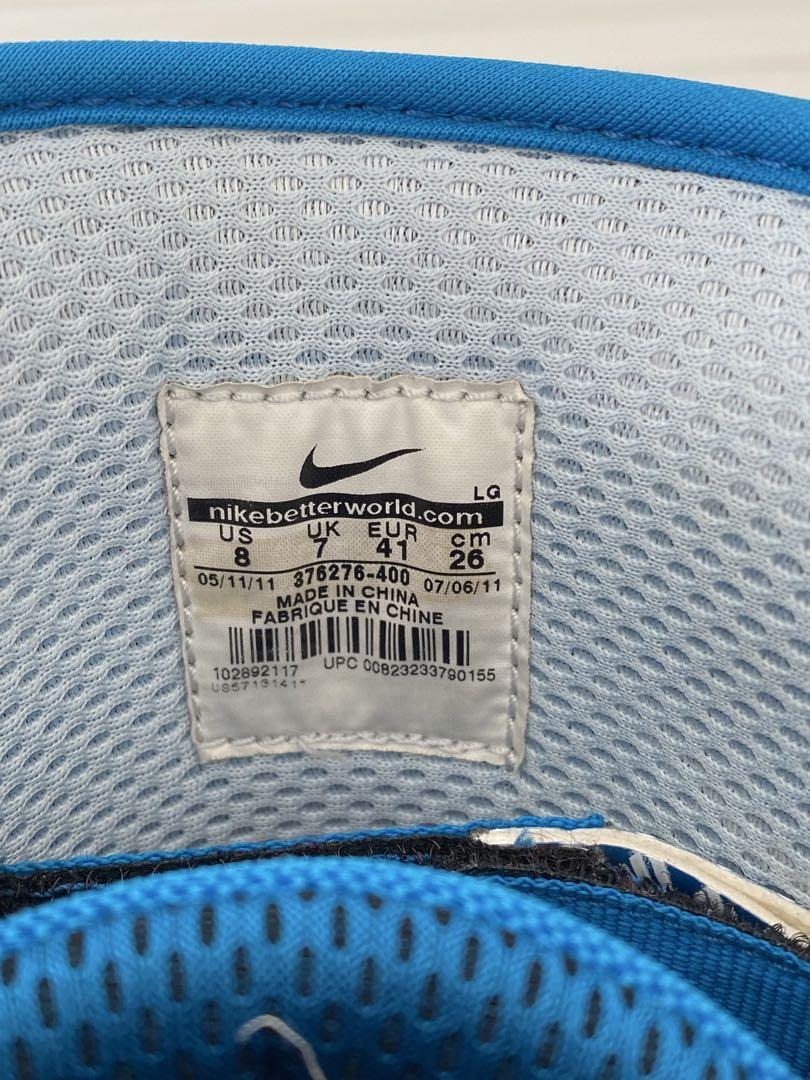 LG
nikebetterworld.com
US UK EUR cm
8 7 41 26
05/11/11 376276-400 07/06/11
MADE IN CHINA
FABRIQUE EN CHINE
102892117 UPC 00823233790155